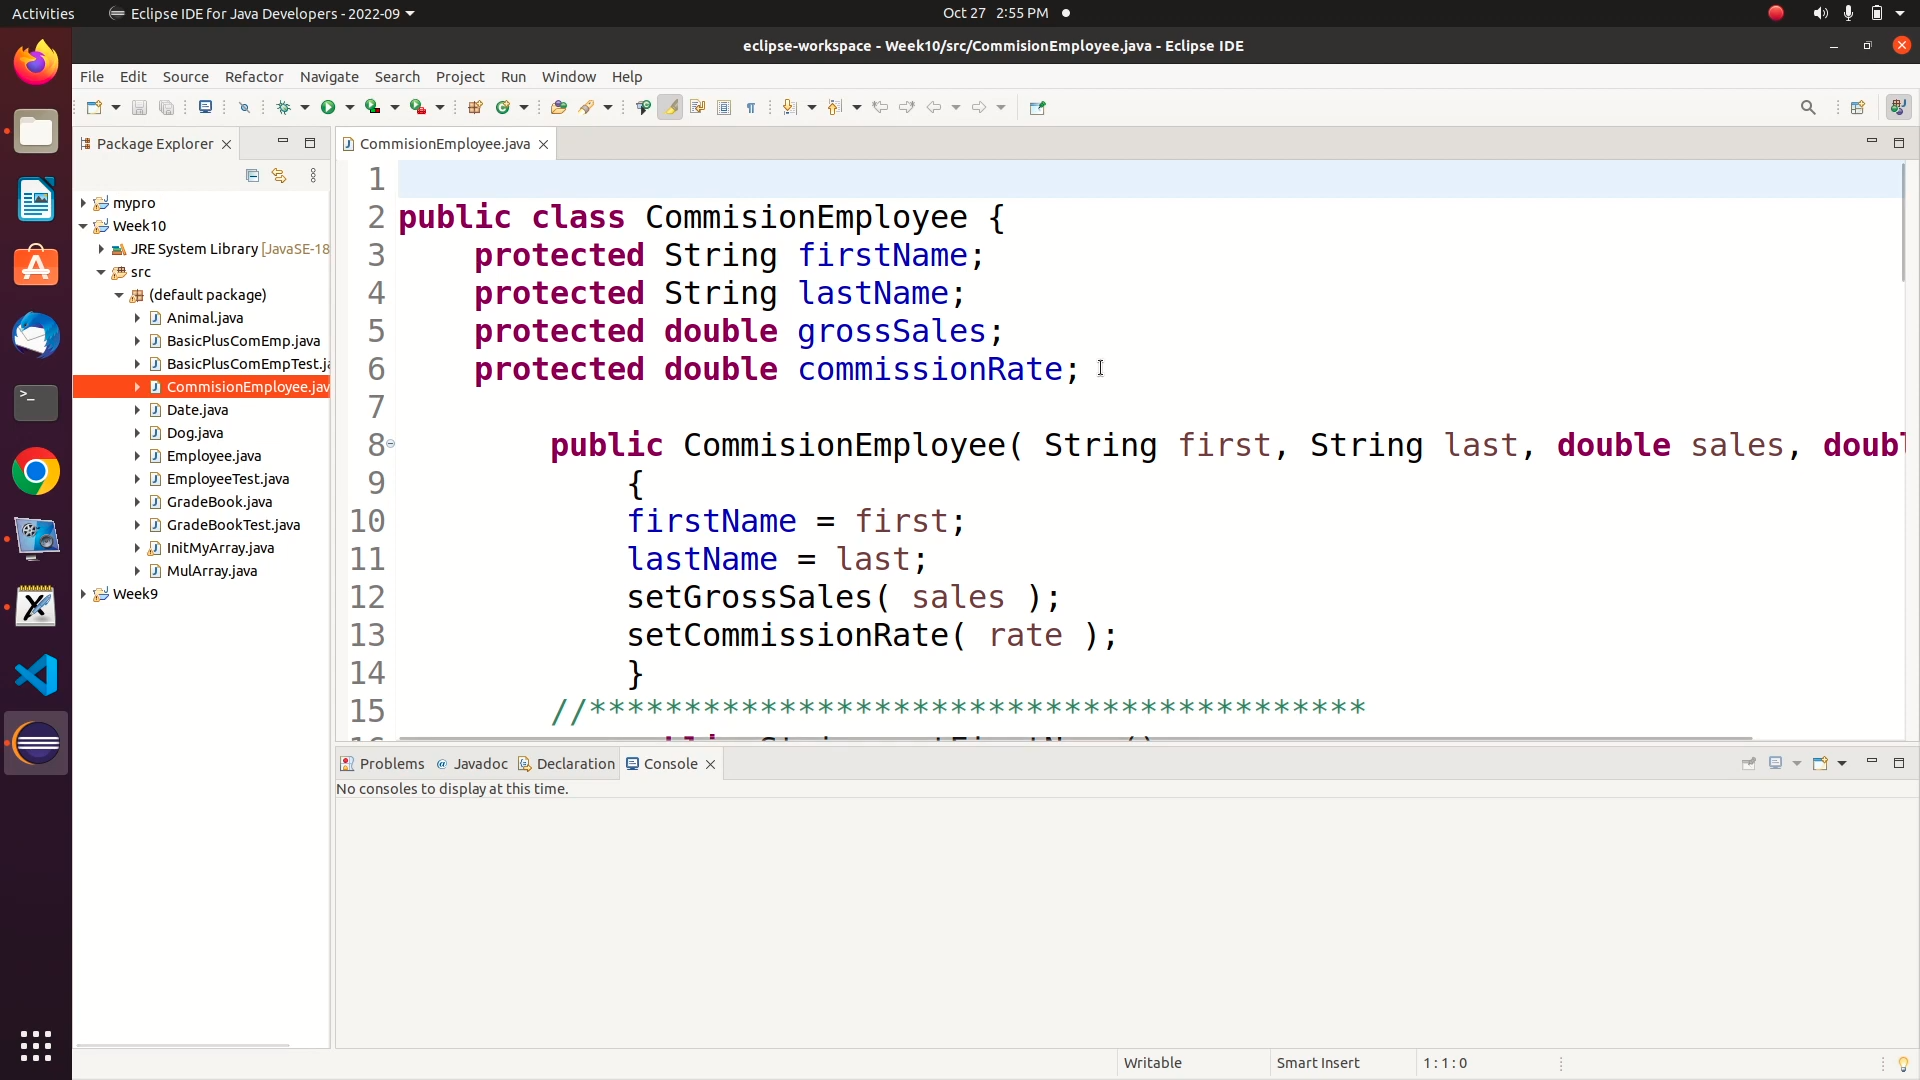 Activities Eclipse IDE for Java Developers - 2022-09 Oct 27 2:55 PM
eclipse-workspace - Week10/src/CommisionEmployee.java - Eclipse IDE
File Edit Source Refactor Navigate Search Project Run Window Help
Package Explorer
mypro
Week10
JRE System Library [JavaSE-18
src
(default package)
Animal.java
BasicPlusComEmp.java
BasicPlusComEmpTest.ja
CommisionEmployee.jav
Date.java
Dog.java
Employee.java
EmployeeTest.java
GradeBook.java
GradeBookTest.java
InitMyArray.java
MulArray.java
Week9
CommisionEmployee.java
1
2 public class CommisionEmployee {
3 protected String firstName;
4 protected String lastName;
5 protected double grossSales;
6 protected double commissionRate;
7
8 public CommisionEmployee( String first, String last, double sales, doubl
9 {
10 firstName = first;
11 lastName = last;
12 setGrossSales( sales );
13 setCommissionRate( rate );
14 }
15 //*****************************************
Problems Javadoc Declaration Console
No consoles to display at this time.
Writable Smart Insert 1 : 1 : 0